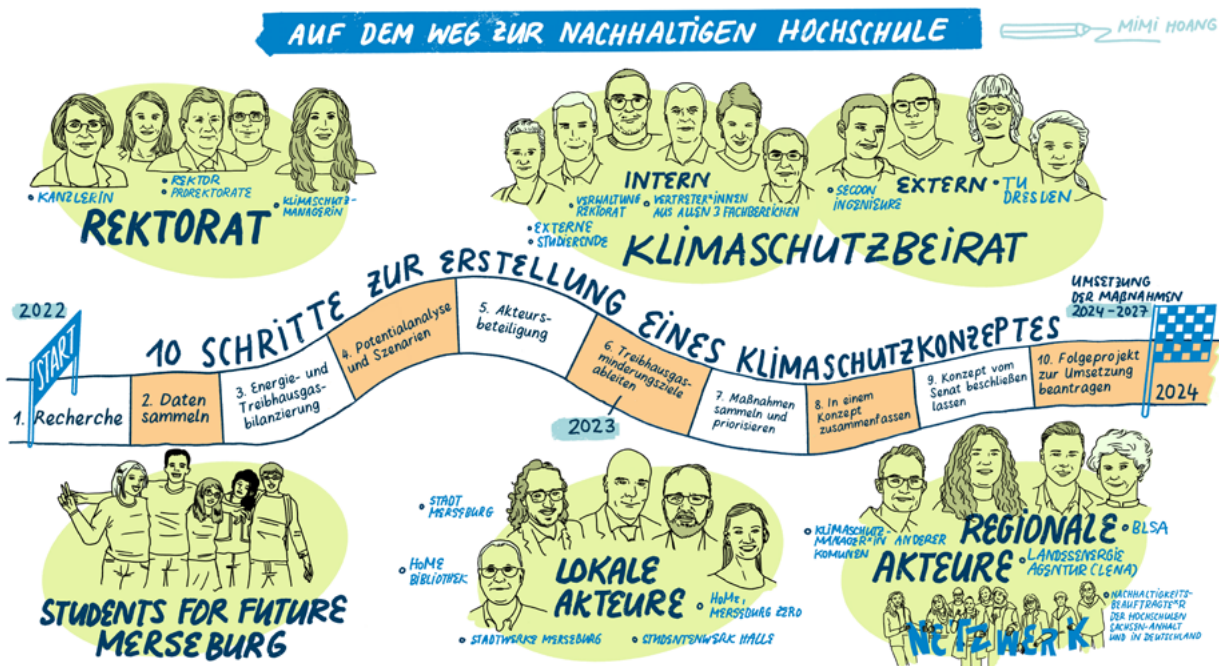 AUF DEM WEG ZUR NACHHALTIGEN HOCHSCHULE
MIMI HOANG
KANZLERIN
REKTOR
PROREKTORATE
KLIMASCHUTZ-
MANAGERIN
REKTORAT
INTERN
VERWALTUNG
REKTORAT
VERTRETER*INNEN
AUS ALLEN 3 FACHBEREICHEN
EXTERNE
STUDIERENDE
SECOON
INGENIEURE
EXTERN
TU
DRESDEN
KLIMASCHUTZBEIRAT
10 SCHRITTE ZUR ERSTELLUNG EINES KLIMASCHUTZKONZEPTES
2022
START
1. Recherche
2. Daten
sammeln
3. Energie- und
Treibhausgas-
bilanzierung
4. Potentialanalyse
und Szenarien
5. Akteurs-
beteiligung
6. Treibhausgas-
minderungsziele
ableiten
2023
7. Maßnahmen
sammeln und
priorisieren
8. In einem
Konzept
zusammenfassen
9. Konzept vom
Senat beschließen
lassen
10. Folgeprojekt
zur Umsetzung
beantragen
UMSETZUNG
DER MAßNAHMEN
2024-2027
2024
STUDENTS FOR FUTURE
MERSEBURG
STADT
MERSEBURG
HOME
BIBLIOTHEK
LOKALE
AKTEURE
HOME,
MERSEBURG ZERO
STADTWERKE MERSEBURG
STUDENTENWERK HALLE
KLIMASCHUTZ-
MANAGER*IN ANDERER
KOMUNEN
REGIONALE
AKTEURE
BLSA
LANDESENERGIE
AGENTUR (LENA)
NACHHALTIGKEITS-
BEAUFTRAGTE*R
DER HOCHSCHULEN
SACHSEN-ANHALT
UND IN DEUTSCHLAND
NETZWERK